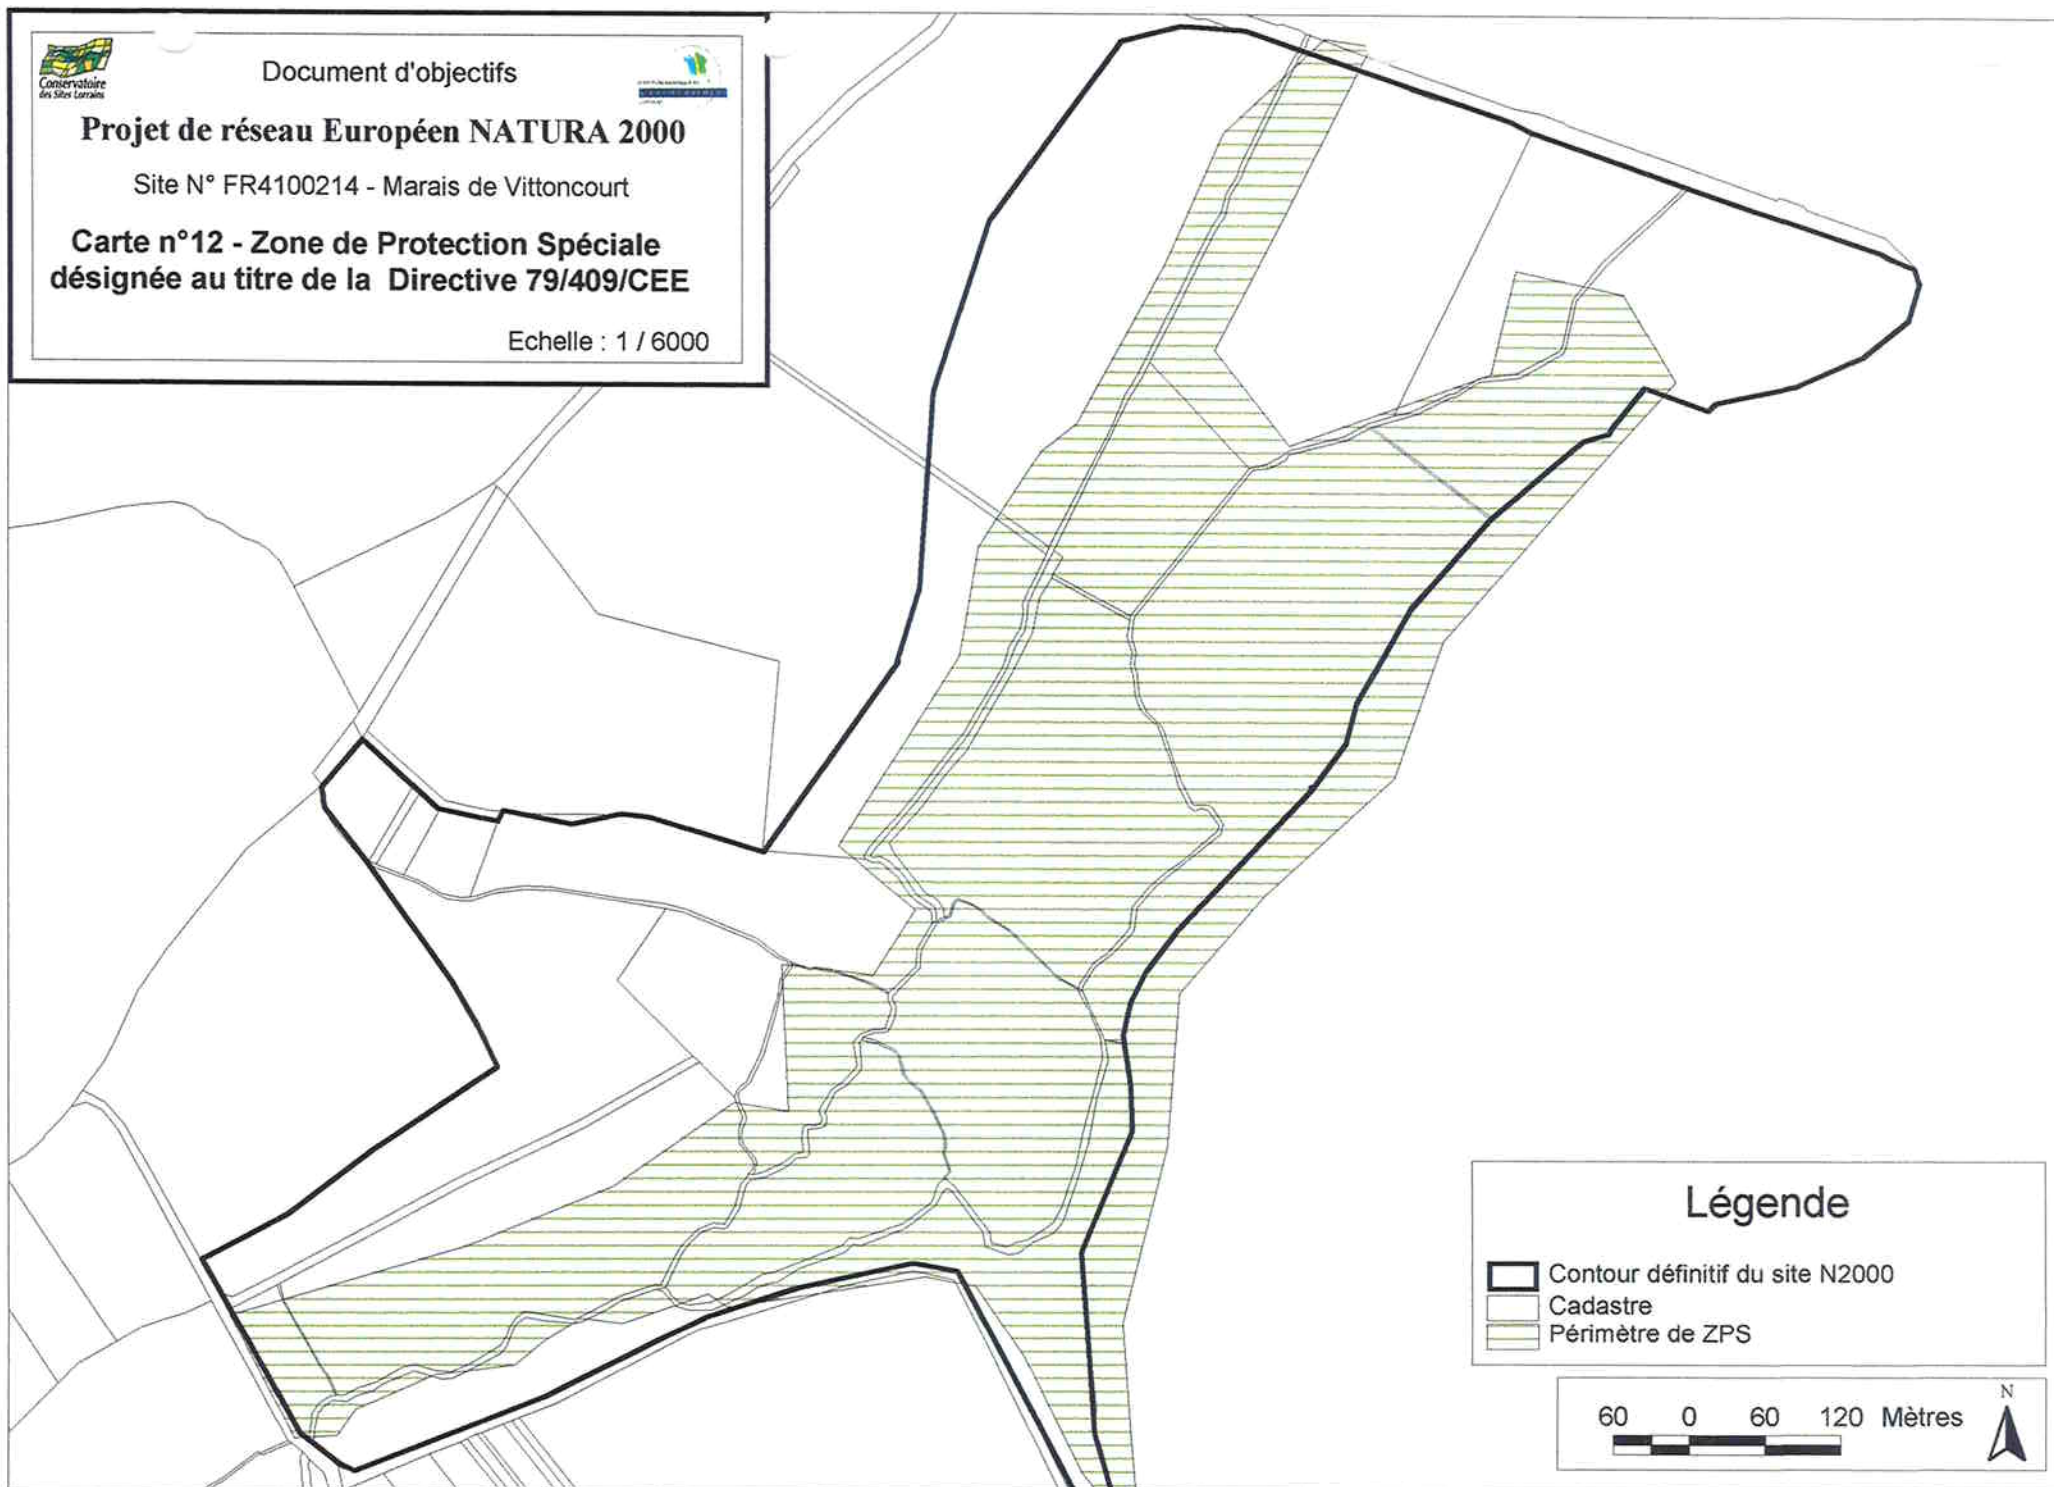 Conservatoire
des Sites Lorrains
Document d'objectifs
Projet de réseau Européen NATURA 2000
Site N° FR4100214 - Marais de Vittoncourt
Carte n°12 - Zone de Protection Spéciale
désignée au titre de la Directive 79/409/CEE
Echelle : 1 / 6000
Légende
Contour définitif du site N2000
Cadastre
Périmètre de ZPS
60 0 60 120 Mètres
N